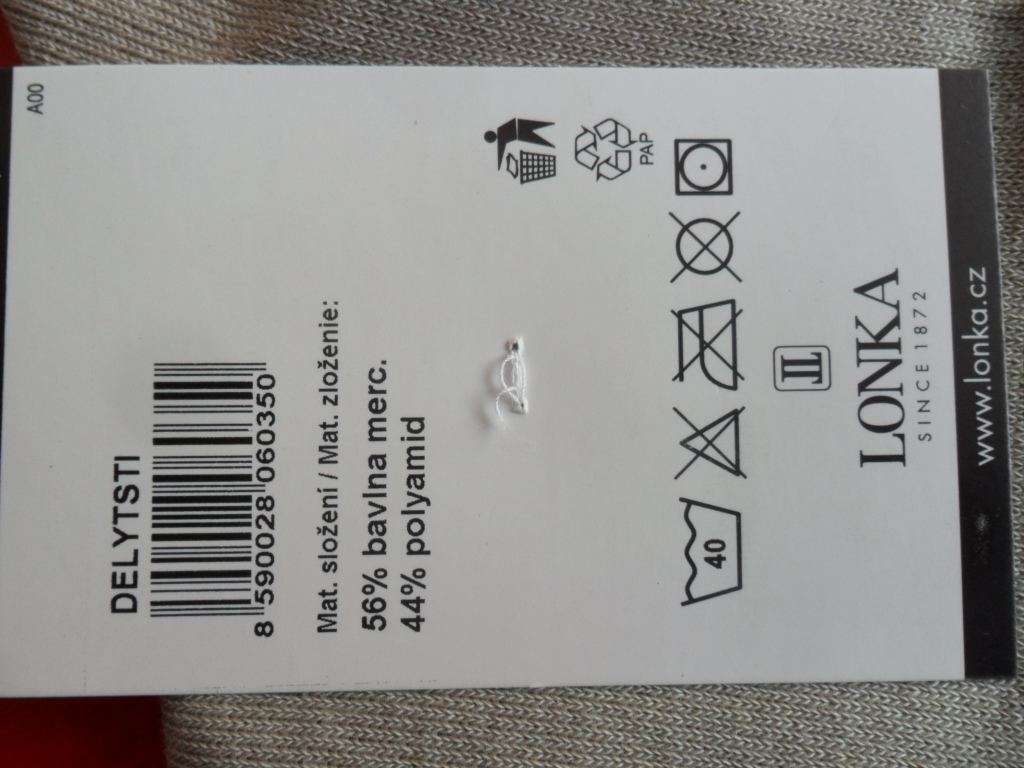 A00
DELYTSTI
8 590028 060350
Mat. složení / Mat. zloženie:
56% bavlna merc.
44% polyamid
PAP
40
LONKA
SINCE 1872
www.lonka.cz